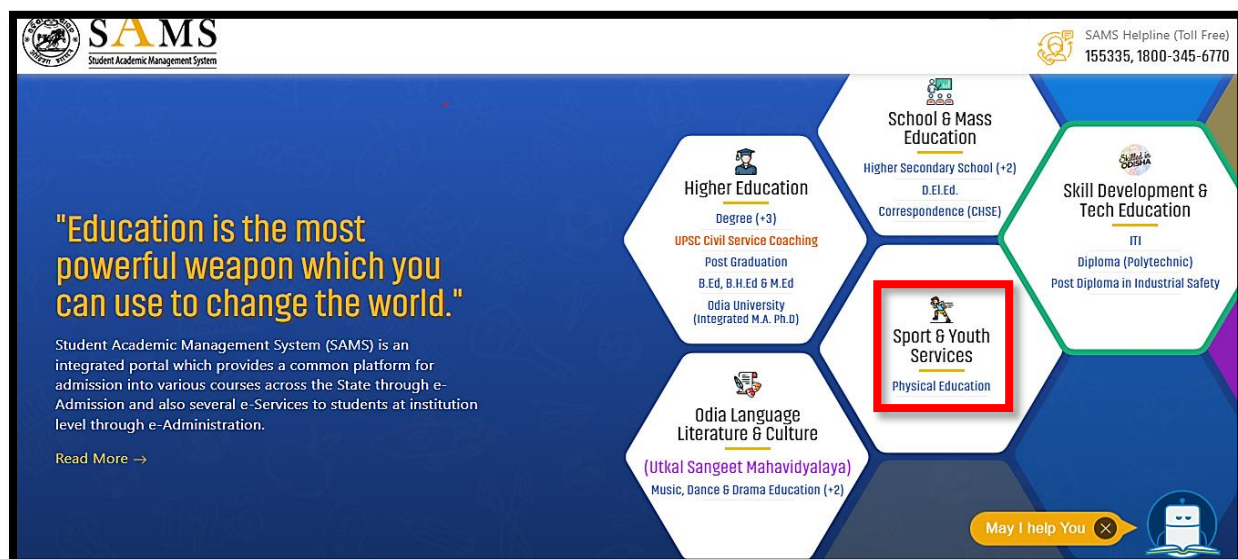 SAMS
Student Academic Management System
SAMS Helpline (Toll Free)
155335, 1800-345-6770
"Education is the most
powerful weapon which you
can use to change the world."
Student Academic Management System (SAMS) is an
integrated portal which provides a common platform for
admission into various courses across the State through e-
Admission and also several e-Services to students at institution
level through e-Administration.
Read More →
Higher Education
Degree (+3)
UPSC Civil Service Coaching
Post Graduation
B.Ed, B.H.Ed & M.Ed
Odia University
(Integrated M.A. Ph.D)
School & Mass
Education
Higher Secondary School (+2)
D.El.Ed.
Correspondence (CHSE)
Skilled in
ODISHA
Skill Development &
Tech Education
ITI
Diploma (Polytechnic)
Post Diploma in Industrial Safety
Sport & Youth
Services
Physical Education
Odia Language
Literature & Culture
(Utkal Sangeet Mahavidyalaya)
Music, Dance & Drama Education (+2)
May I help You